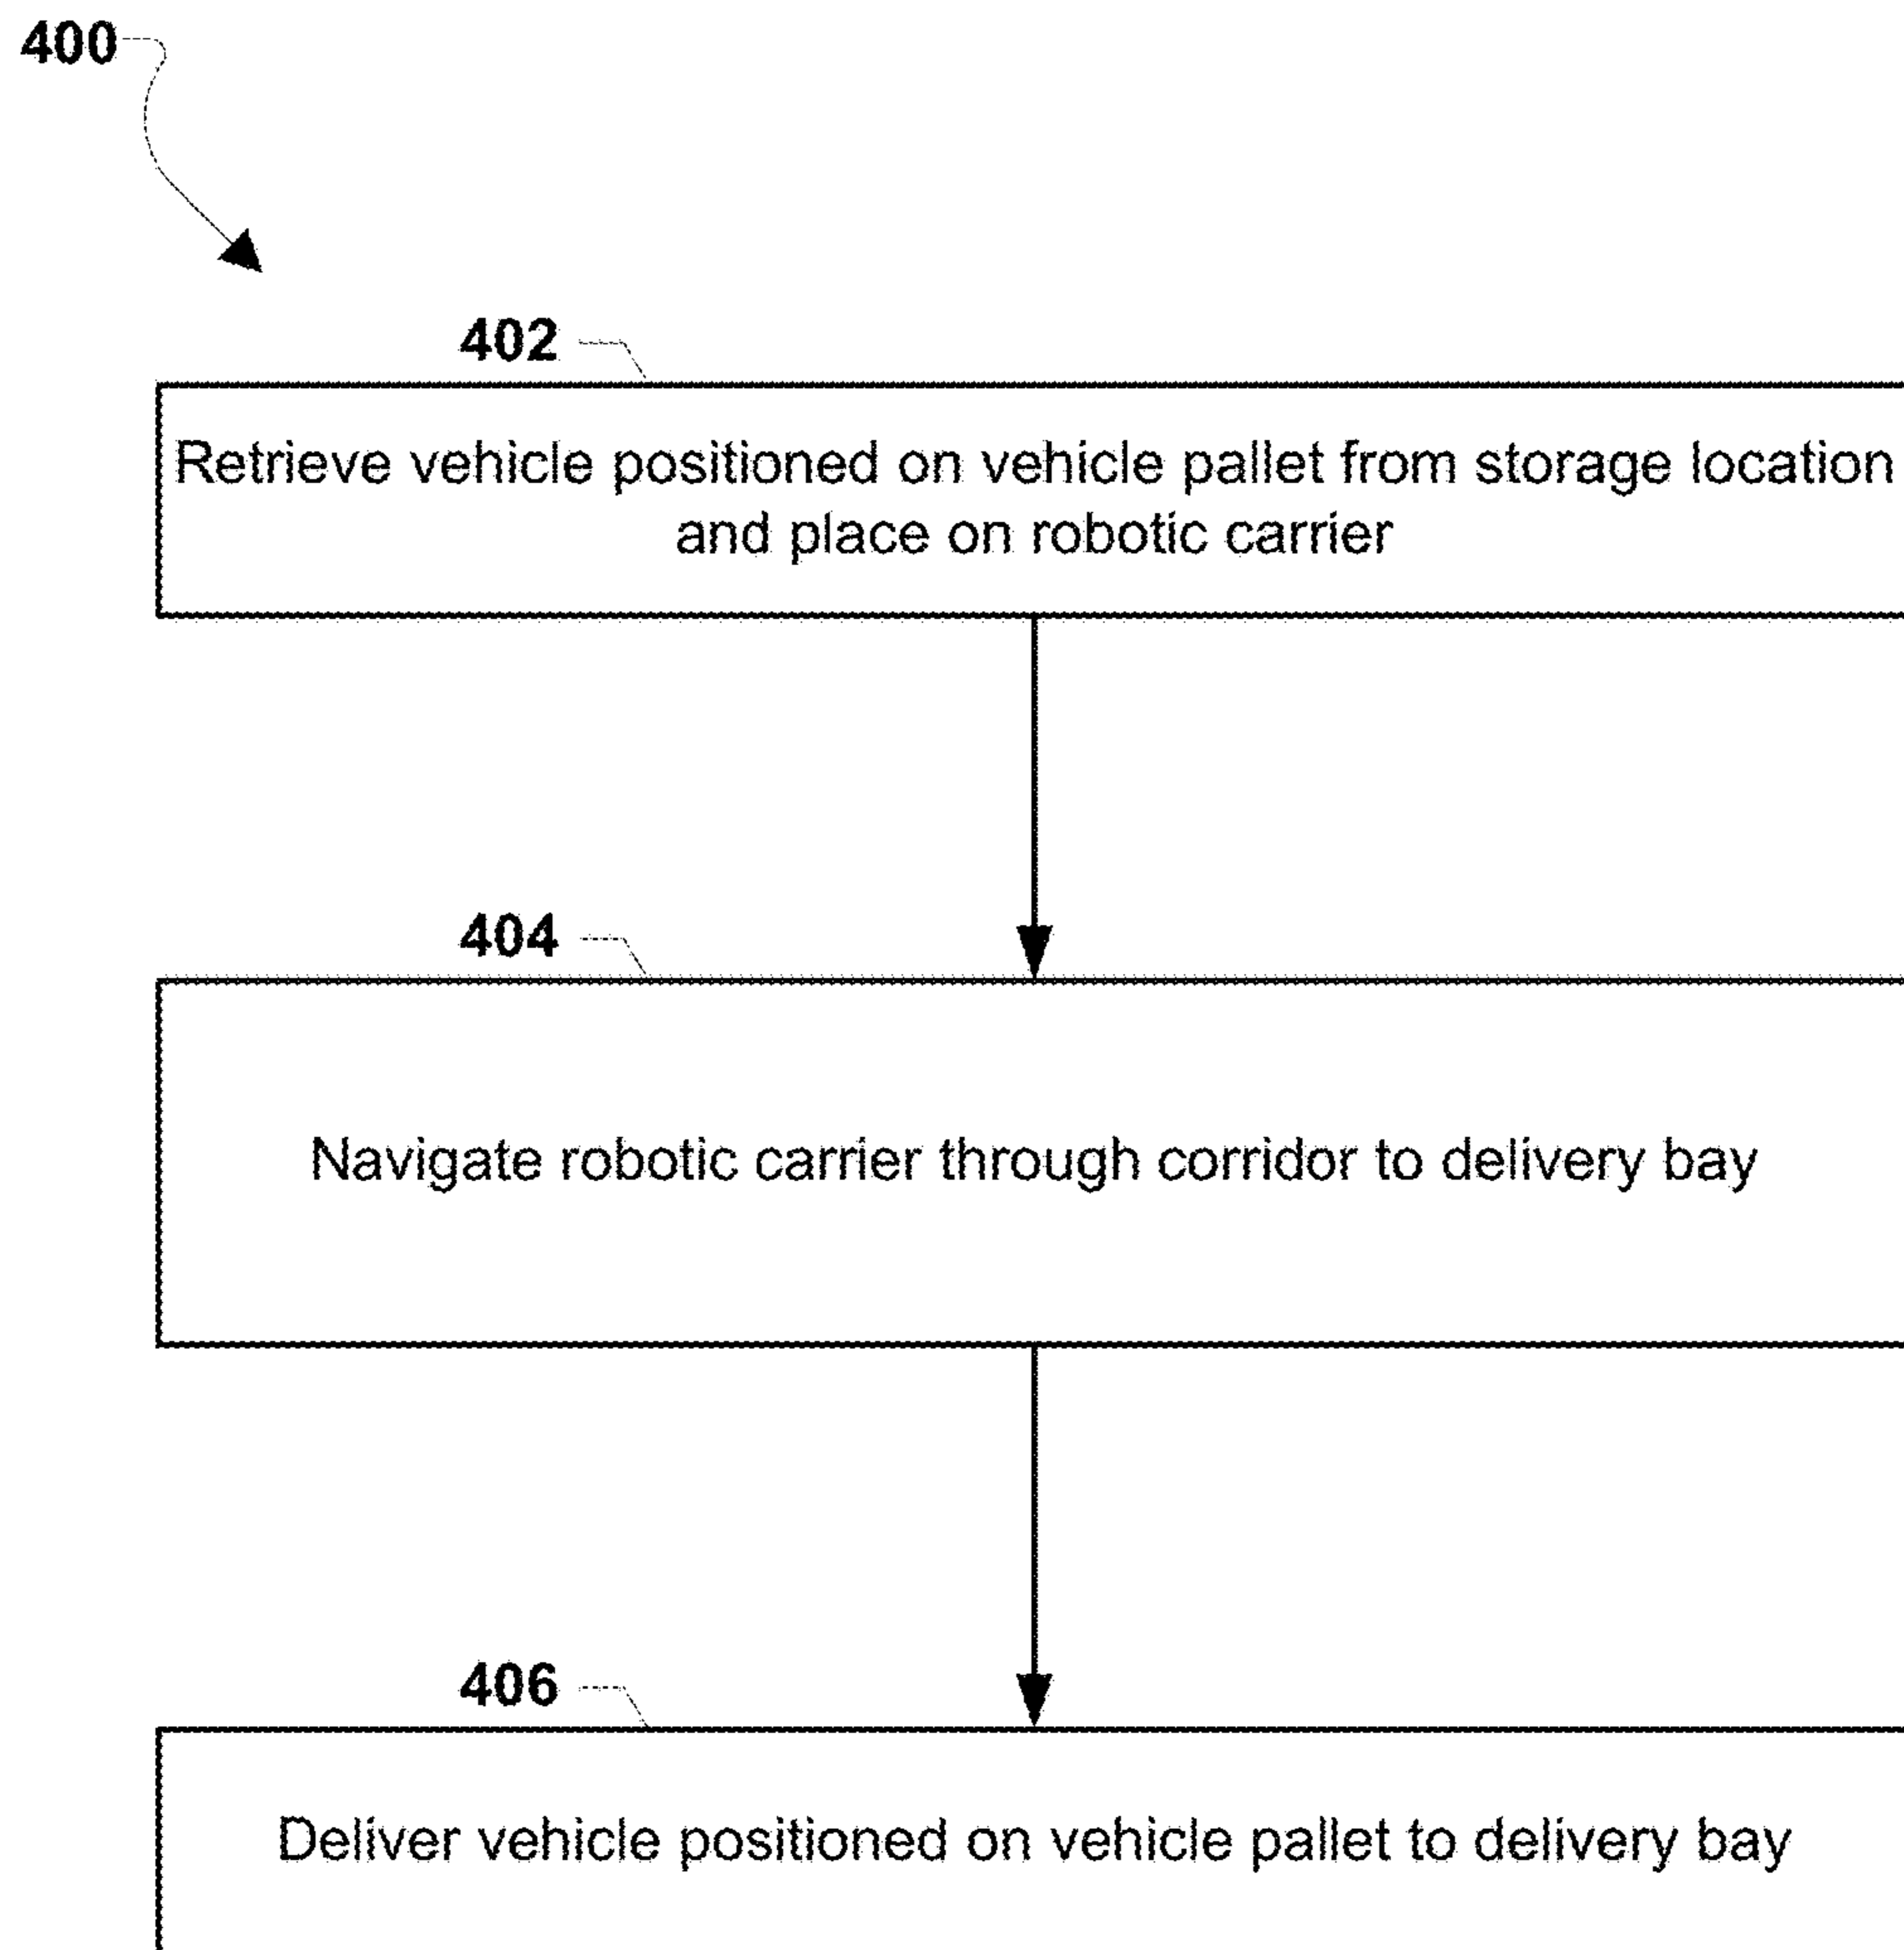 400
402
Retrieve vehicle positioned on vehicle pallet from storage location
and place on robotic carrier
404
Navigate robotic carrier through corridor to delivery bay
406
Deliver vehicle positioned on vehicle pallet to delivery bay